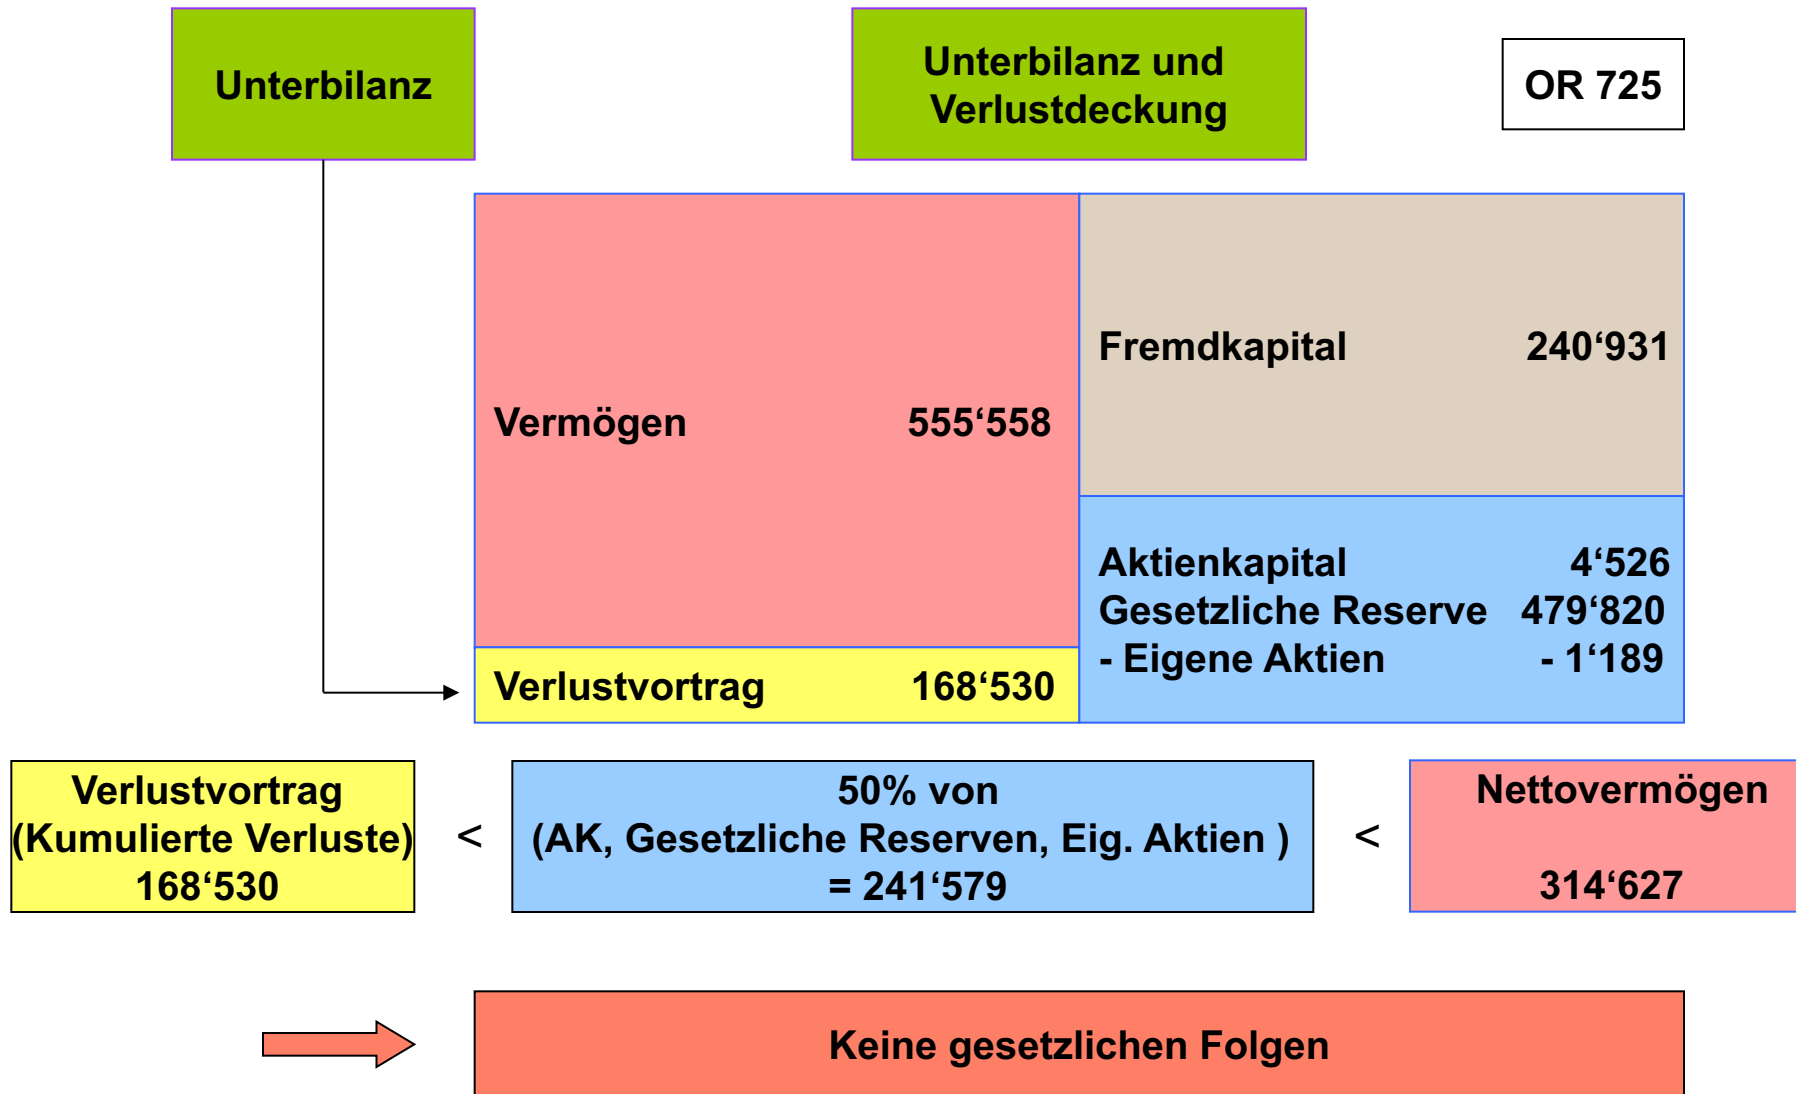 Unterbilanz
Unterbilanz und
Verlustdeckung
OR 725
Vermögen 555‘558
Fremdkapital 240‘931
Aktienkapital 4‘526
Gesetzliche Reserve 479‘820
- Eigene Aktien - 1‘189
Verlustvortrag 168‘530
Verlustvortrag
(Kumulierte Verluste)
168‘530
<
50% von
(AK, Gesetzliche Reserven, Eig. Aktien )
= 241‘579
<
Nettovermögen
314‘627
Keine gesetzlichen Folgen